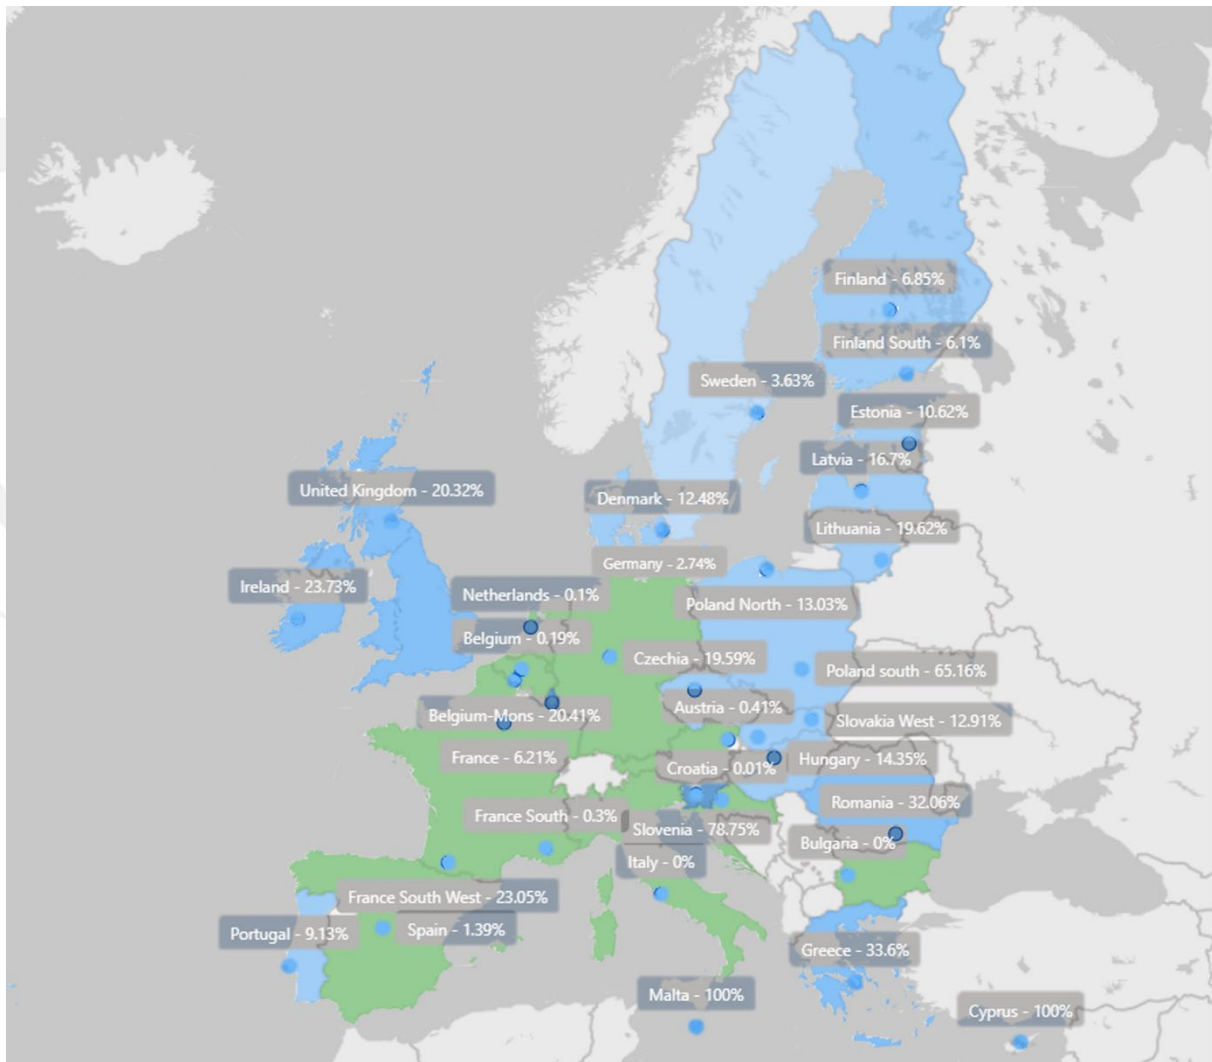 Finland - 6.85%
Finland South - 6.1%
Sweden - 3.63%
Estonia - 10.62%
Latvia - 16.7%
United Kingdom - 20.32%
Denmark - 12.48%
Lithuania - 19.62%
Germany - 2.74%
Ireland - 23.73%
Netherlands - 0.1%
Poland North - 13.03%
Belgium - 0.19%
Czechia - 19.59%
Poland south - 65.16%
Austria - 0.41%
Belgium-Mons - 20.41%
Slovakia West - 12.91%
France - 6.21%
Croatia - 0.01%
Hungary - 14.35%
Romania - 32.06%
France South - 0.3%
Slovenia - 78.75%
Bulgaria - 0%
Italy - 0%
France South West - 23.05%
Portugal - 9.13%
Spain - 1.39%
Greece - 33.6%
Malta - 100%
Cyprus - 100%